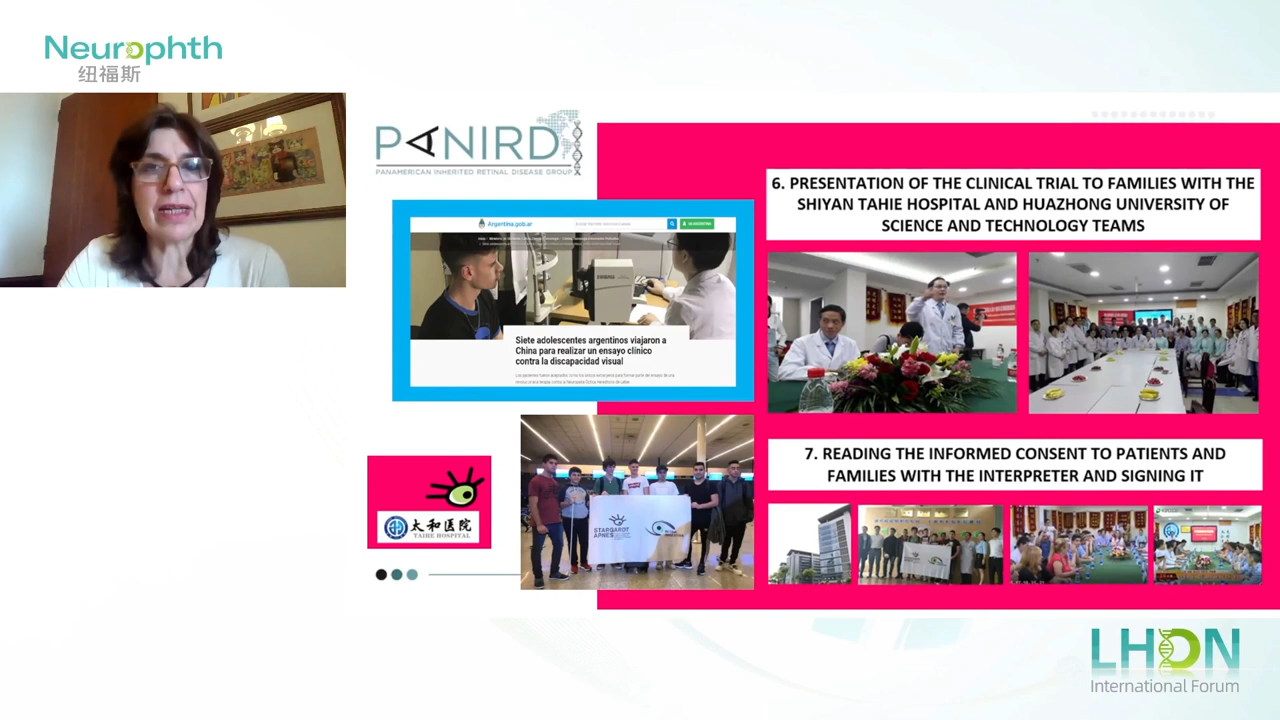 Neurophth
纽福斯
PANIRD
PANAMERICAN INHERITED RETINAL DISEASE GROUP
Argentina.gob.ar
Siete adolescentes argentinos viajaron a
China para realizar un ensayo clínico
contra la discapacidad visual
STARGARDT
APNES
太和医院
TAIHE HOSPITAL
6. PRESENTATION OF THE CLINICAL TRIAL TO FAMILIES WITH THE
SHIYAN TAHIE HOSPITAL AND HUAZHONG UNIVERSITY OF
SCIENCE AND TECHNOLOGY TEAMS
7. READING THE INFORMED CONSENT TO PATIENTS AND
FAMILIES WITH THE INTERPRETER AND SIGNING IT
LHON
International Forum